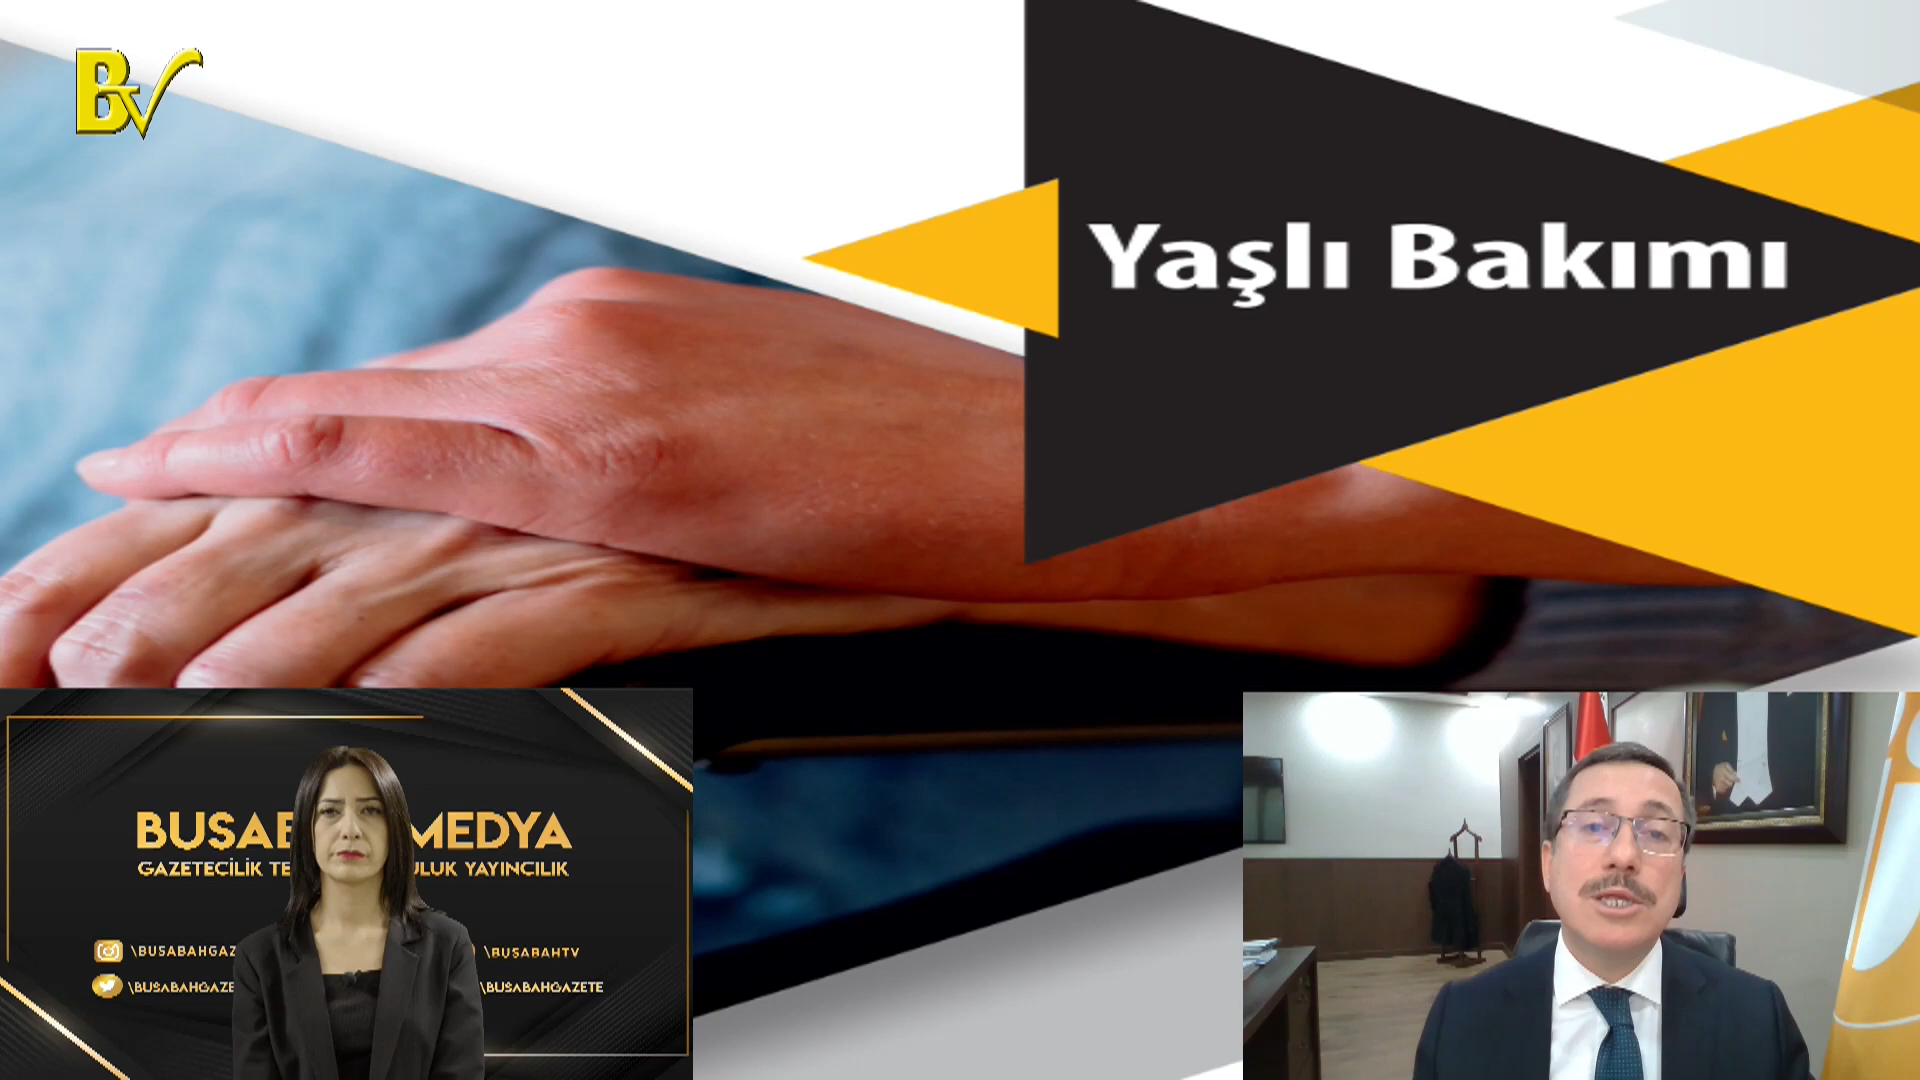 BV
Yaşlı Bakımı
BUSAB MEDYA
GAZETECİLİK TE ULUK YAYINCILIK
\BUSABAHGAZ \BUSABAHTV
\BUSABAHGAZE \BUSABAHGAZETE